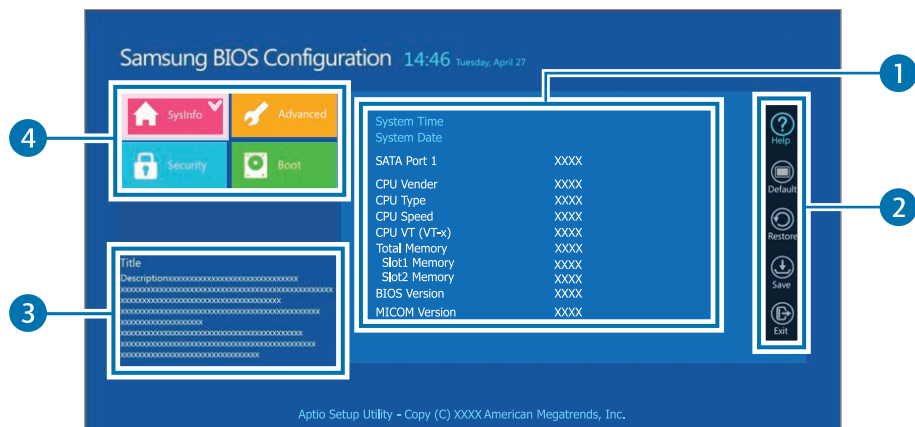 Samsung BIOS Configuration 14:46 Tuesday, April 27
1
4
SysInfo Advanced
Security Boot
System Time
System Date
SATA Port 1 XXXX
CPU Vender XXXX
CPU Type XXXX
CPU Speed XXXX
CPU VT (VT-x) XXXX
Total Memory XXXX
Slot1 Memory XXXX
Slot2 Memory XXXX
BIOS Version XXXX
MICOM Version XXXX
Help
Default
Restore
Save
Exit
2
3
Title
Descriptionxxxxxxxxxxxxxxxxxxxxxxxxxxxxxx
Aptio Setup Utility - Copy (C) XXXX American Megatrends, Inc.